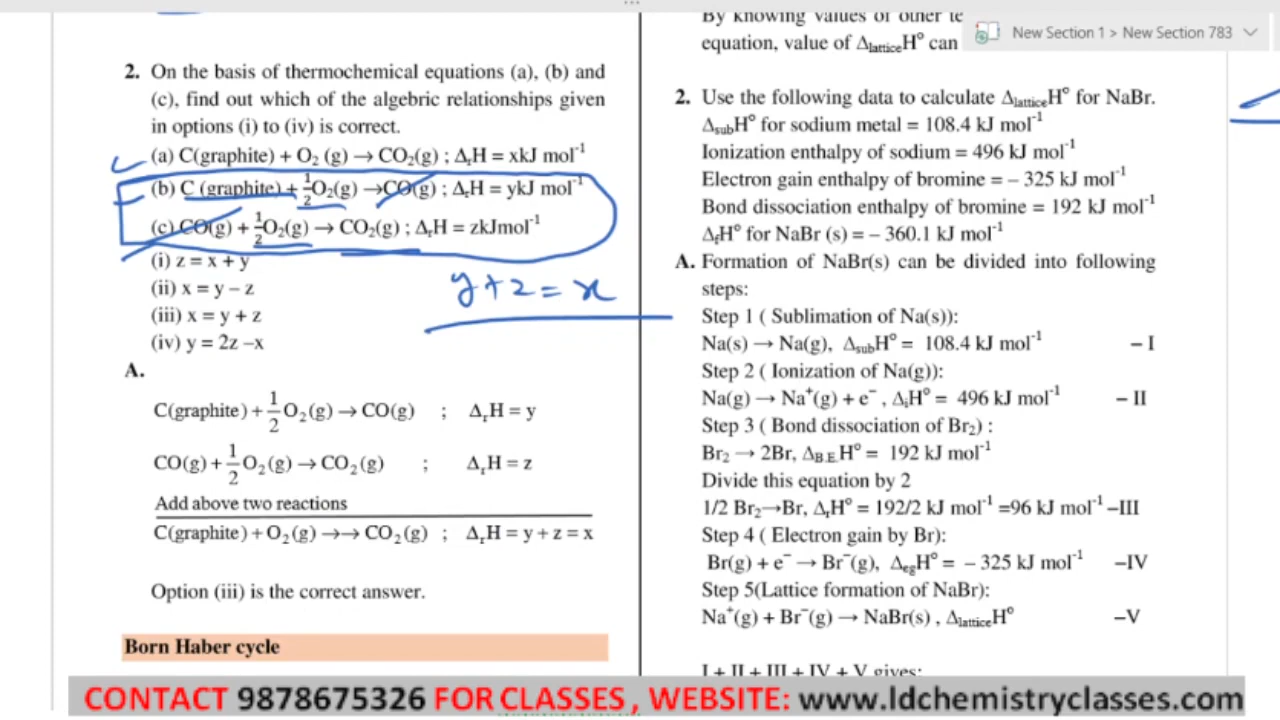 2. On the basis of thermochemical equations (a), (b) and
(c), find out which of the algebric relationships given
in options (i) to (iv) is correct.
(a) C(graphite) + O₂ (g) → CO₂(g) ; ΔᵣH = xkJ mol⁻¹
(b) C (graphite) + 1/2 O₂(g) →CO(g) ; ΔᵣH = ykJ mol⁻¹
(c) CO(g) + 1/2 O₂(g) → CO₂(g) ; ΔᵣH = zkJmol⁻¹
(i) z = x + y
(ii) x = y – z
(iii) x = y + z
(iv) y = 2z –x
y + z = x
A.
C(graphite) + 1/2 O₂(g) → CO(g) ; ΔᵣH = y
CO(g) + 1/2 O₂(g) → CO₂(g) ; ΔᵣH = z
Add above two reactions
C(graphite) + O₂(g) →→ CO₂(g) ; ΔᵣH = y + z = x
Option (iii) is the correct answer.
Born Haber cycle
By knowing values of other te
equation, value of Δ_latticeH° can
New Section 1 > New Section 783
2. Use the following data to calculate Δ_latticeH° for NaBr.
Δ_subH° for sodium metal = 108.4 kJ mol⁻¹
Ionization enthalpy of sodium = 496 kJ mol⁻¹
Electron gain enthalpy of bromine = – 325 kJ mol⁻¹
Bond dissociation enthalpy of bromine = 192 kJ mol⁻¹
Δ_fH° for NaBr (s) = – 360.1 kJ mol⁻¹
A. Formation of NaBr(s) can be divided into following
steps:
Step 1 ( Sublimation of Na(s)):
Na(s) → Na(g), Δ_subH° = 108.4 kJ mol⁻¹ – I
Step 2 ( Ionization of Na(g)):
Na(g) → Na⁺(g) + e⁻ , ΔᵢH° = 496 kJ mol⁻¹ – II
Step 3 ( Bond dissociation of Br₂) :
Br₂ → 2Br, Δ_B.E.H° = 192 kJ mol⁻¹
Divide this equation by 2
1/2 Br₂→Br, ΔᵣH° = 192/2 kJ mol⁻¹ =96 kJ mol⁻¹ –III
Step 4 ( Electron gain by Br):
Br(g) + e⁻ → Br⁻(g), Δ_egH° = – 325 kJ mol⁻¹ –IV
Step 5(Lattice formation of NaBr):
Na⁺(g) + Br⁻(g) → NaBr(s) , Δ_latticeH° –V
I + II + III + IV + V gives:
CONTACT 9878675326 FOR CLASSES , WEBSITE: www.ldchemistryclasses.com